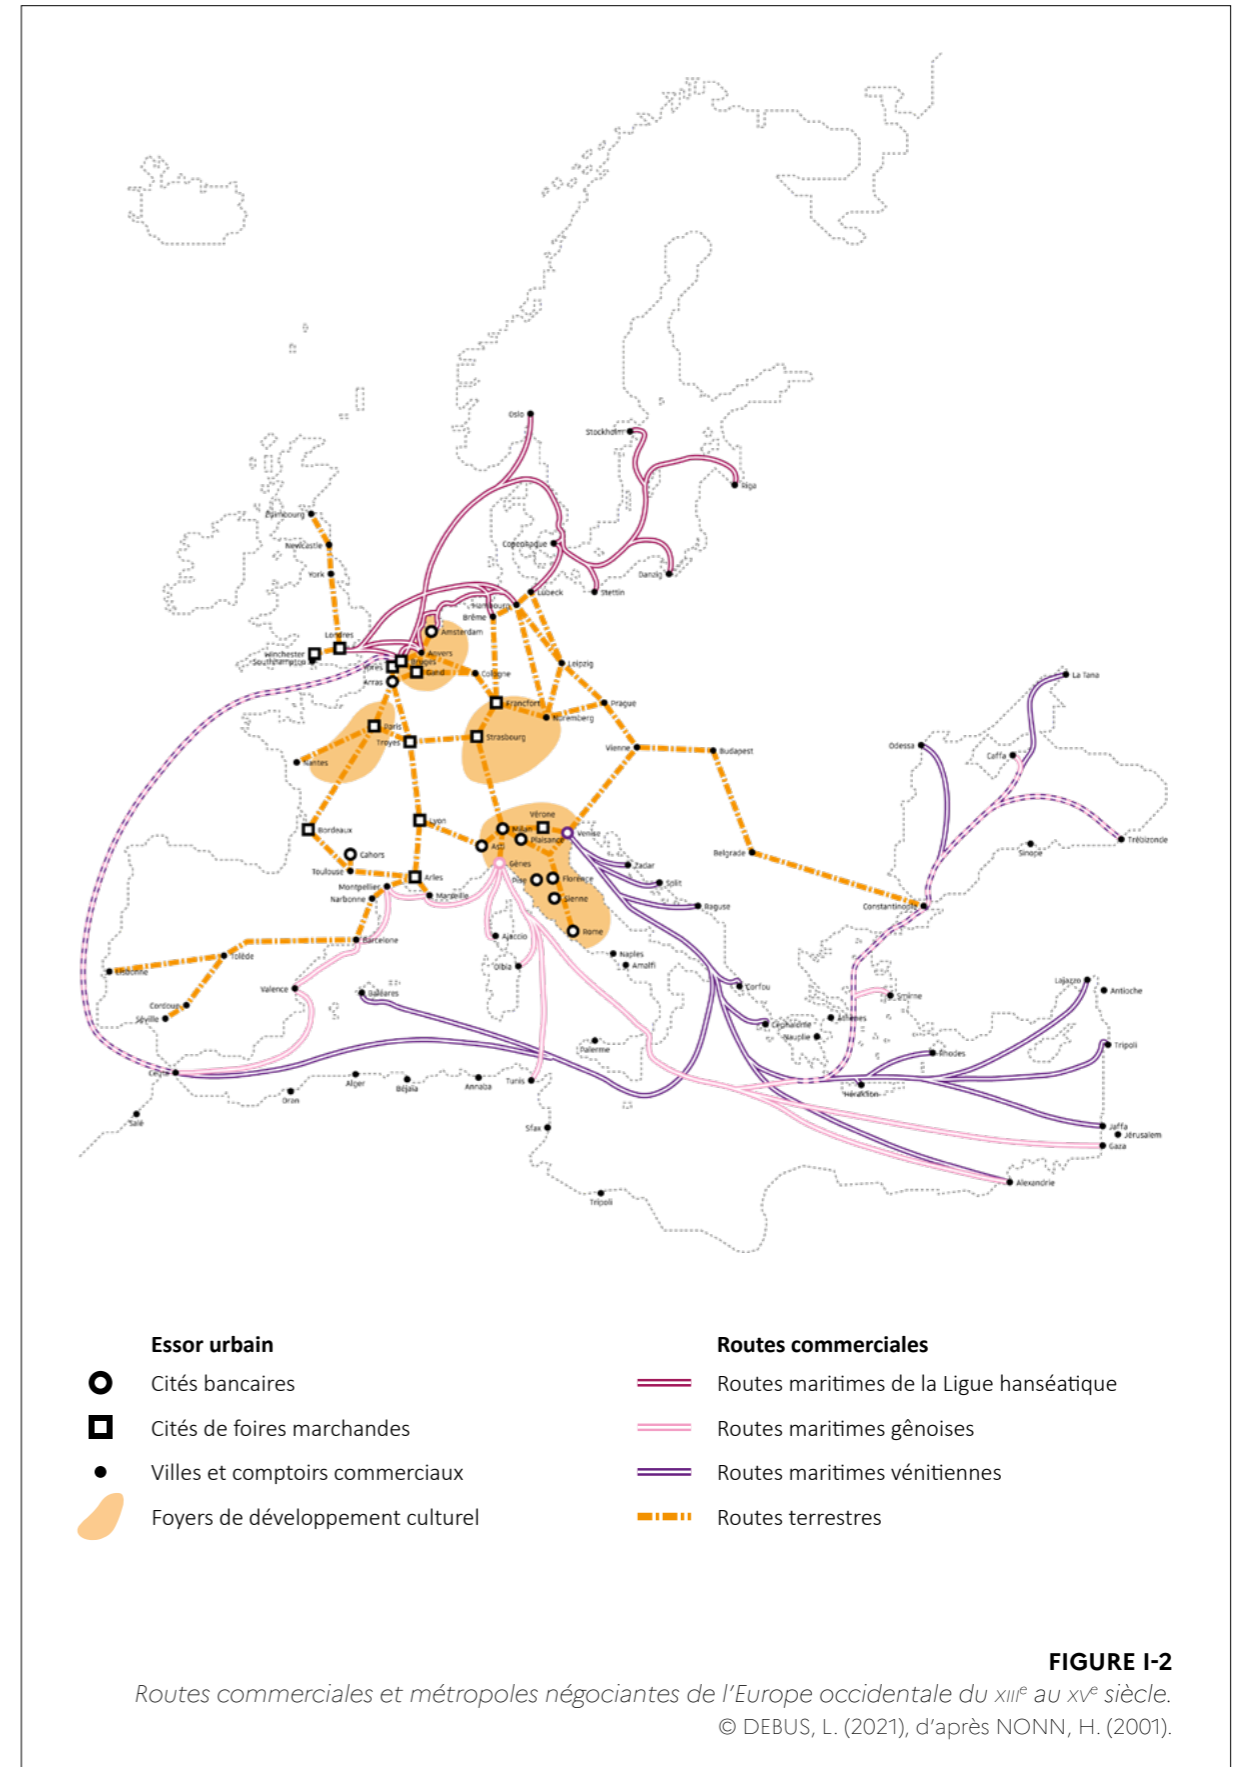 Oslo
Stockholm
Riga
Édimbourg
Newcastle
Copenhague
York
Danzig
Lübeck
Stettin
Hambourg
Brême
Londres
Amsterdam
Winchester
Southampton
Anvers
Bruges
Ypres
Gand
Cologne
Leipzig
Arras
La Tana
Francfort
Prague
Nuremberg
Paris
Troyes
Strasbourg
Vienne
Budapest
Odessa
Caffa
Nantes
Vérone
Lyon
Milan
Venise
Bordeaux
Plaisance
Trébizonde
Asti
Sinope
Cahors
Belgrade
Gênes
Zadar
Toulouse
Arles
Pise
Florence
Split
Montpellier
Marseille
Narbonne
Sienne
Raguse
Constantinople
Rome
Ajaccio
Barcelone
Tolède
Naples
Lisbonne
Olbia
Amalfi
Lajazzo
Antioche
Valence
Baléares
Corfou
Smirne
Cordoue
Séville
Céphalonie
Athènes
Nauplie
Palerme
Rhodes
Tripoli
Ceuta
Alger
Béjaïa
Annaba
Tunis
Oran
Héraklion
Salé
Sfax
Jaffa
Jérusalem
Gaza
Alexandrie
Tripoli
Essor urbain
Cités bancaires
Cités de foires marchandes
Villes et comptoirs commerciaux
Foyers de développement culturel
Routes commerciales
Routes maritimes de la Ligue hanséatique
Routes maritimes gênoises
Routes maritimes vénitiennes
Routes terrestres
FIGURE I-2
Routes commerciales et métropoles négociantes de l'Europe occidentale du XIIIe au XVe siècle.
© DEBUS, L. (2021), d'après NONN, H. (2001).